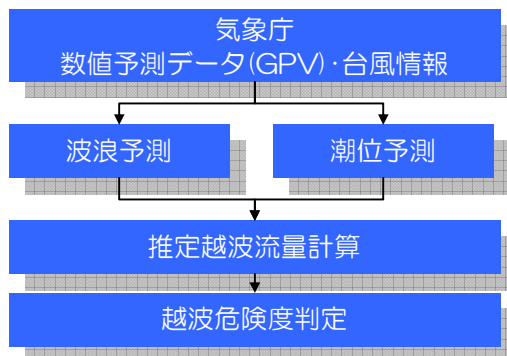 気象庁
数値予測データ(GPV)・台風情報
波浪予測
潮位予測
推定越波流量計算
越波危険度判定